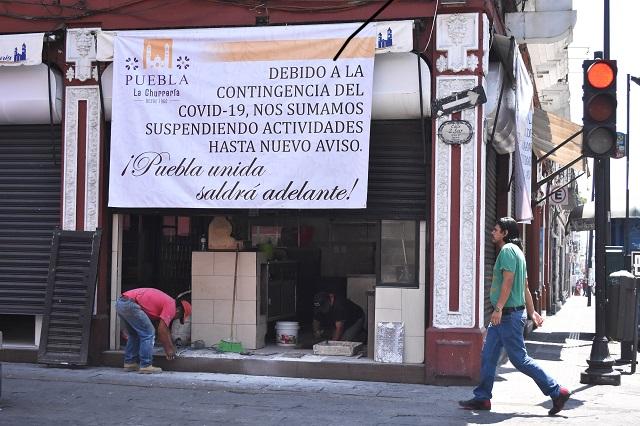 PUEBLA
La Churrería
DEBIDO A LA
CONTINGENCIA DEL
COVID-19, NOS SUMAMOS
SUSPENDIENDO ACTIVIDADES
HASTA NUEVO AVISO.
¡Puebla unida
saldrá adelante!
E